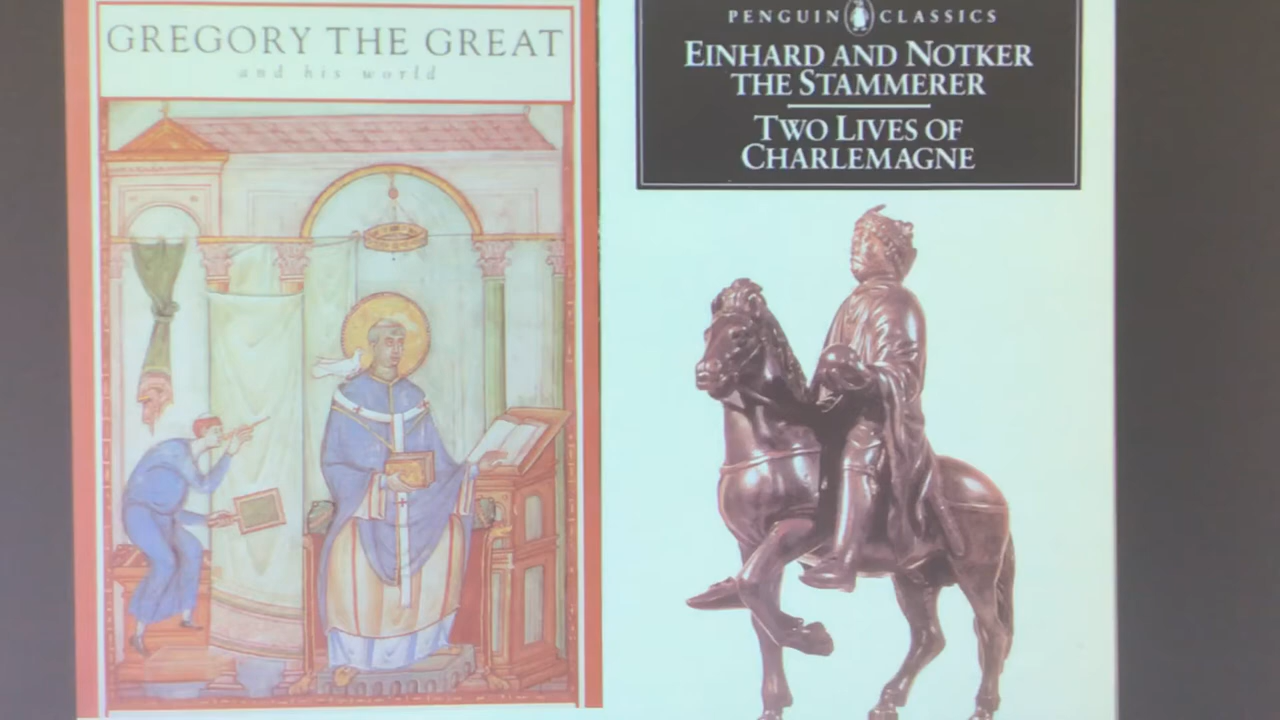 GREGORY THE GREAT
and his world
PENGUIN CLASSICS
EINHARD AND NOTKER
THE STAMMERER
TWO LIVES OF
CHARLEMAGNE